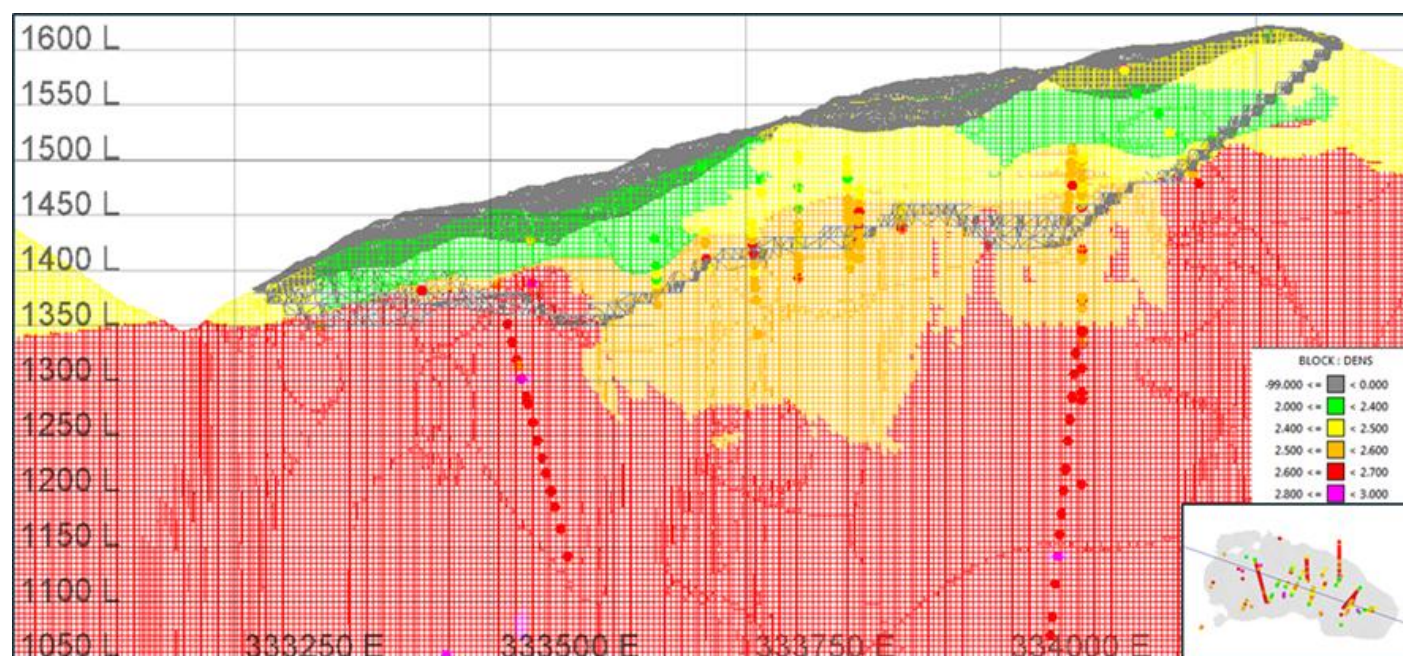 1600 L
1550 L
1500 L
1450 L
1400 L
1350 L
1300 L
1250 L
1200 L
1150 L
1100 L
1050 L
333250 E
333500 E
333750 E
334000 E
BLOCK : DENS
-99.000 <= < 0.000
2.000 <= < 2.400
2.400 <= < 2.500
2.500 <= < 2.600
2.600 <= < 2.700
2.800 <= < 3.000